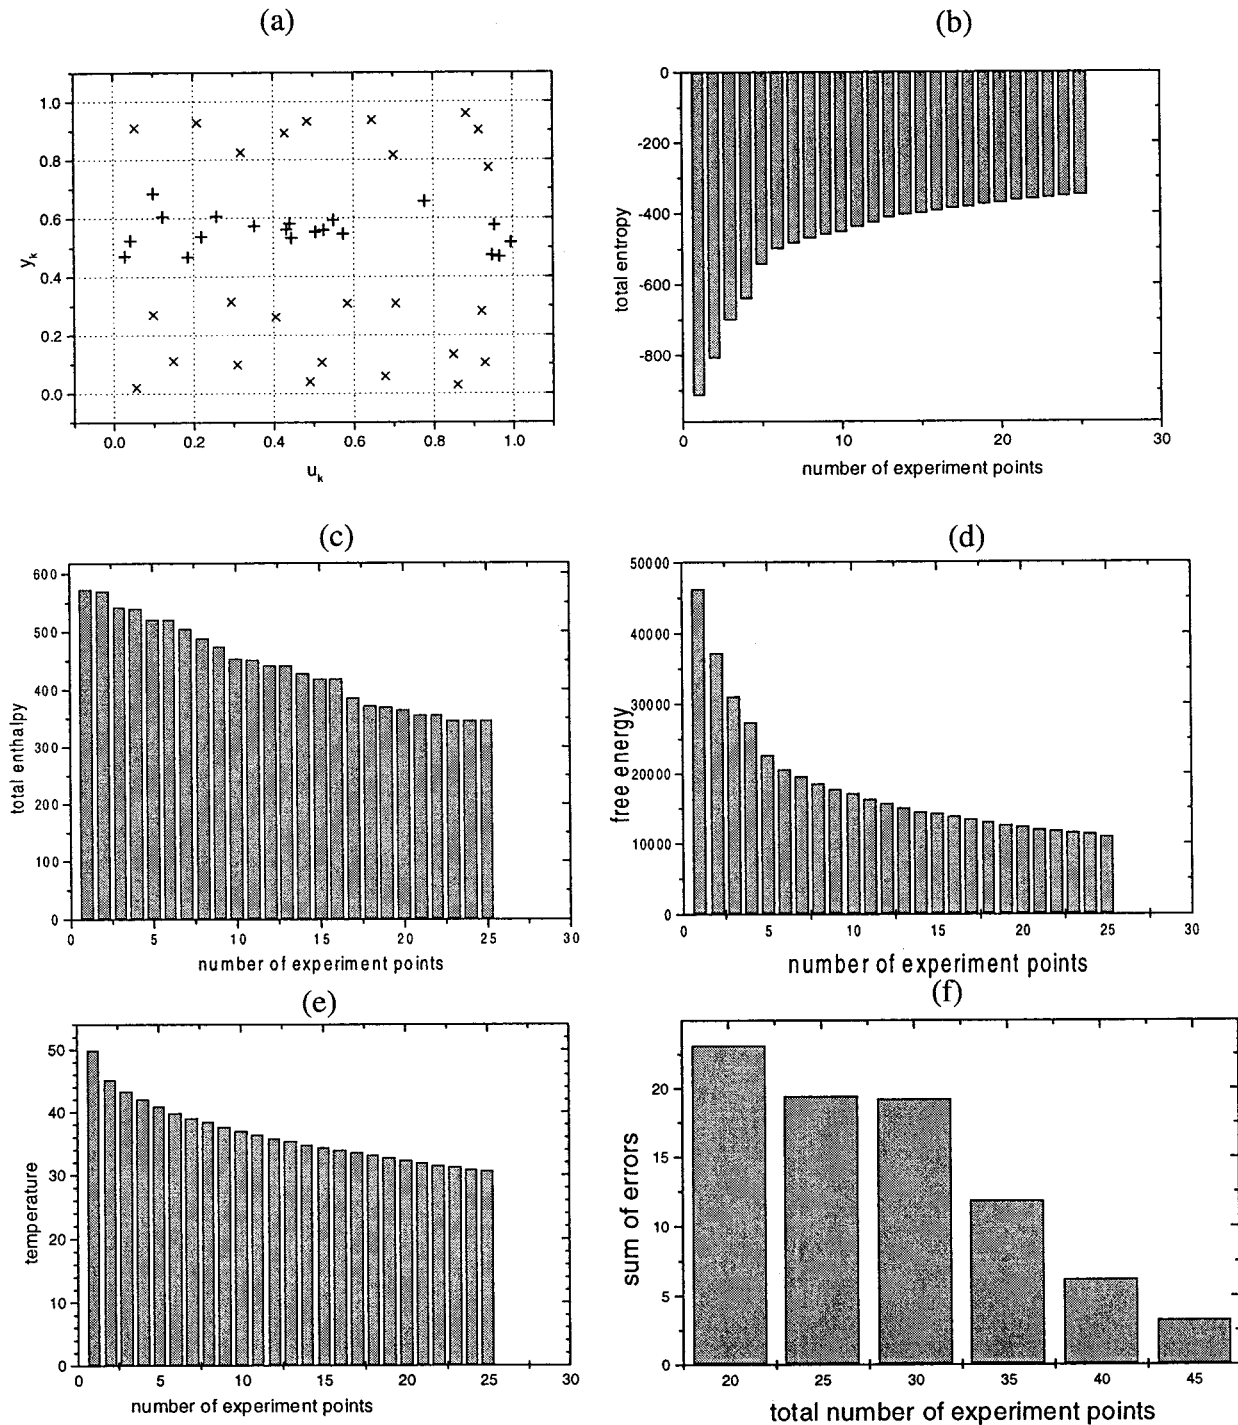 (a)
1.0
0.8
0.6
0.4
0.2
0.0
y_k
0.0 0.2 0.4 0.6 0.8 1.0
u_k
(b)
0
-200
-400
-600
-800
total entropy
0 10 20 30
number of experiment points
(c)
600
500
400
300
200
100
0
total enthalpy
0 5 10 15 20 25 30
number of experiment points
(d)
50000
40000
30000
20000
10000
0
free energy
0 5 10 15 20 25 30
number of experiment points
(e)
50
40
30
20
10
0
temperature
0 5 10 15 20 25 30
number of experiment points
(f)
20
15
10
5
0
sum of errors
20 25 30 35 40 45
total number of experiment points